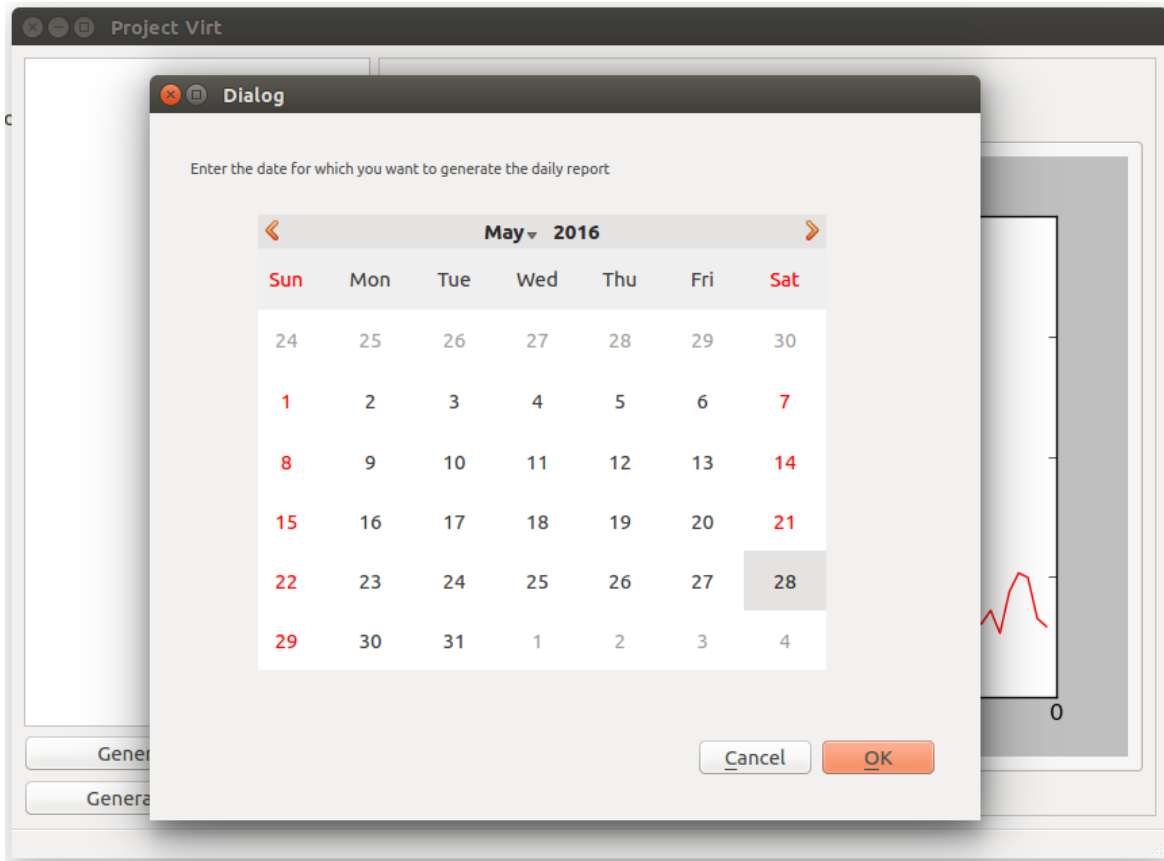 Project Virt
Dialog
Enter the date for which you want to generate the daily report
May 2016
Sun Mon Tue Wed Thu Fri Sat
24 25 26 27 28 29 30
1 2 3 4 5 6 7
8 9 10 11 12 13 14
15 16 17 18 19 20 21
22 23 24 25 26 27 28
29 30 31 1 2 3 4
0
Gener
Cancel OK
Genera